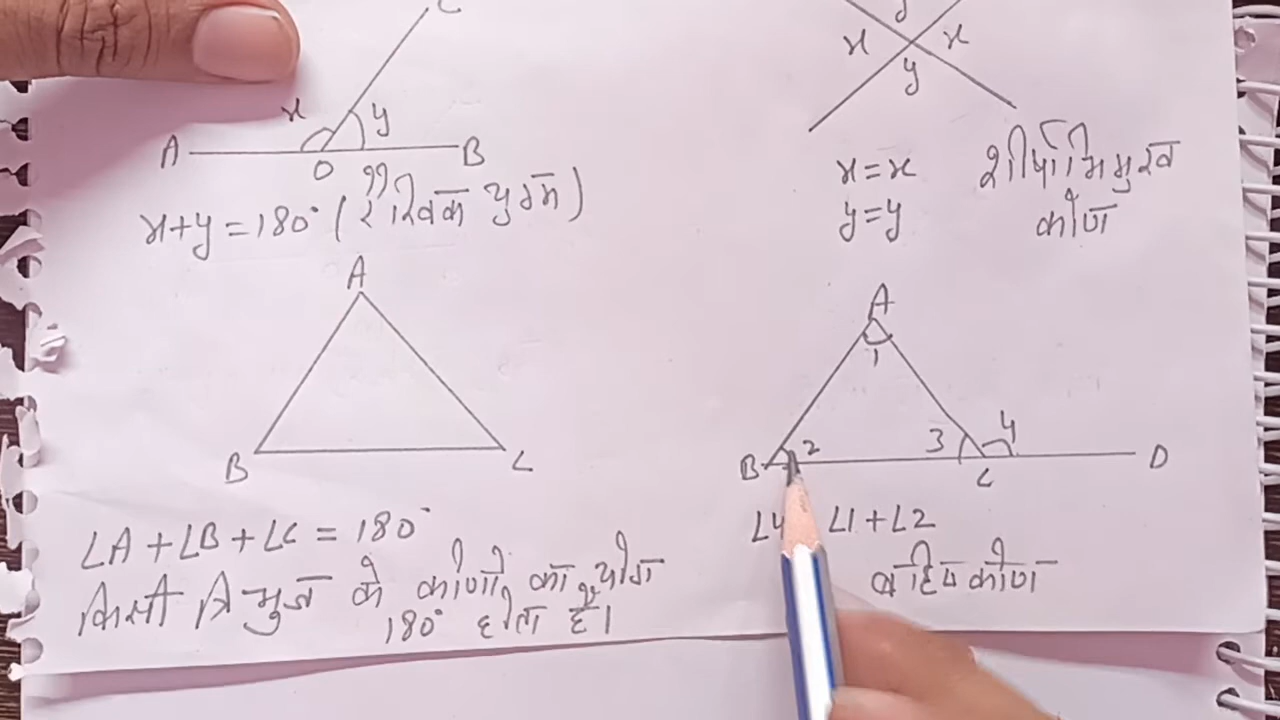 C
x y
A O B
x+y=180° (रैखिक युग्म)
y
x x
y
x=x
y=y
शीर्षाभिमुख
कोण
A
B C
∠A+∠B+∠C=180°
किसी त्रिभुज के कोणों का योग
180° होता है।
A
1
B 2 3 4 D
C
∠4 ∠1+∠2
बहिष्कोण